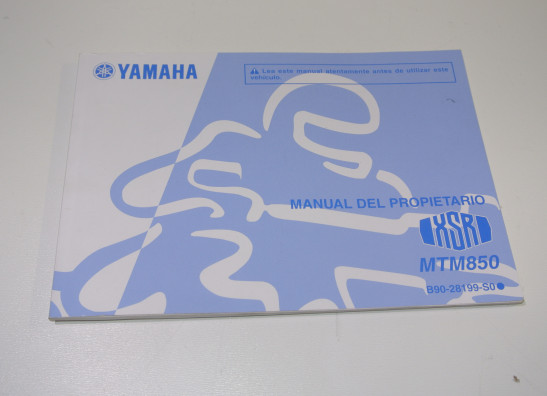 YAMAHA
Lea este manual atentamente antes de utilizar este
vehículo.
MANUAL DEL PROPIETARIO
XSR
MTM850
B90-28199-S0